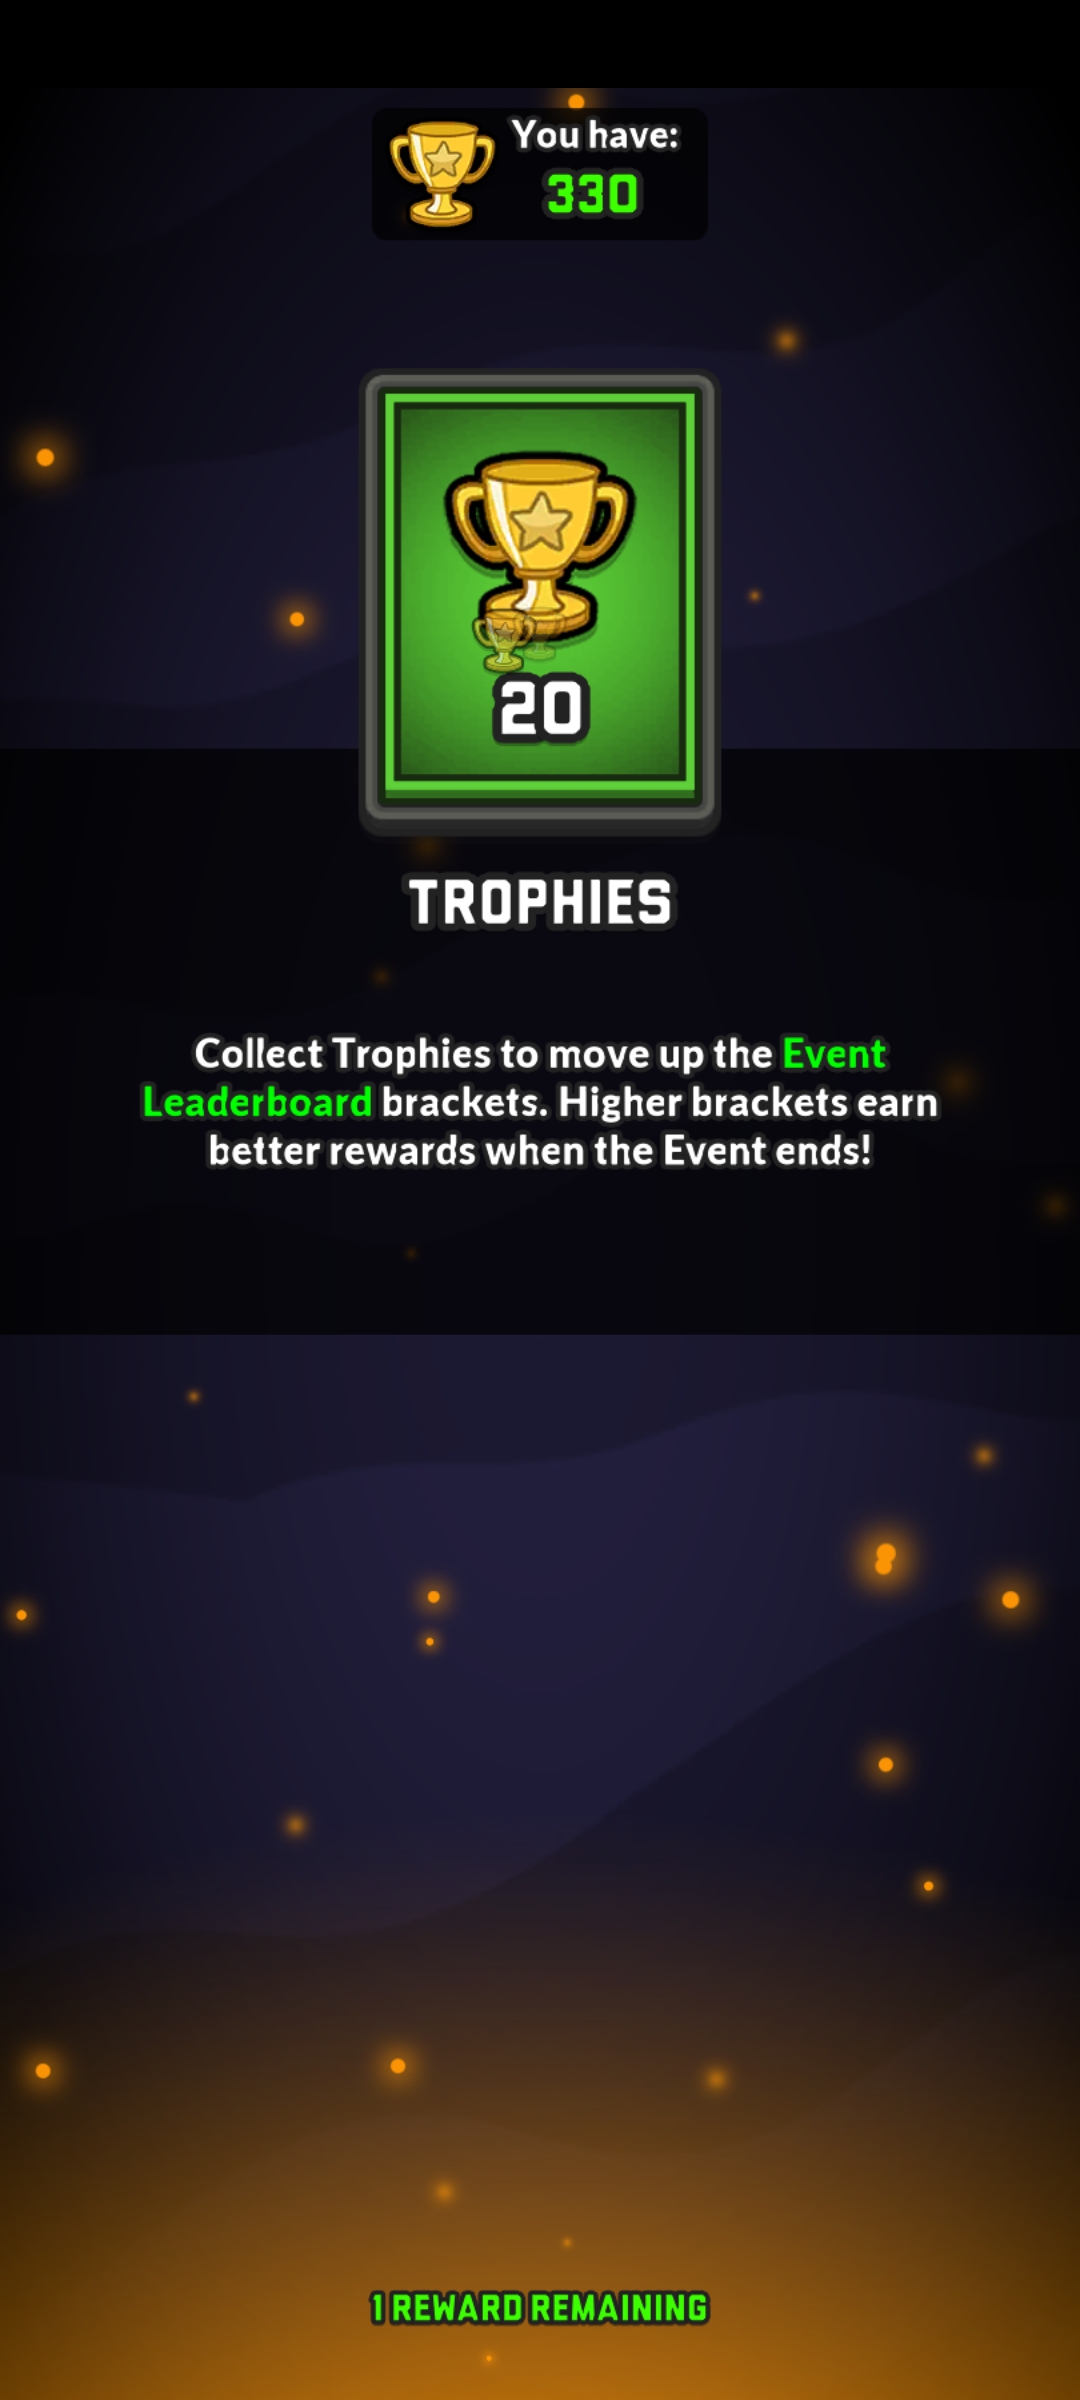 You have:
330
20
TROPHIES
Collect Trophies to move up the Event
Leaderboard brackets. Higher brackets earn
better rewards when the Event ends!
1 REWARD REMAINING